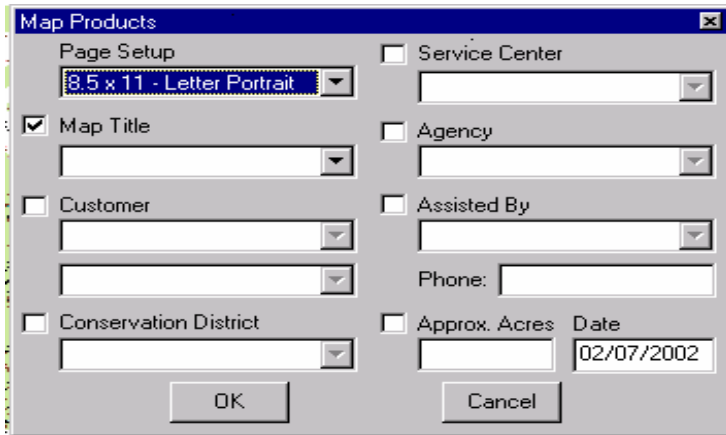 Map Products
Page Setup
8.5 x 11 - Letter Portrait
Map Title
Customer
Conservation District
Service Center
Agency
Assisted By
Phone:
Approx. Acres
Date
02/07/2002
OK
Cancel